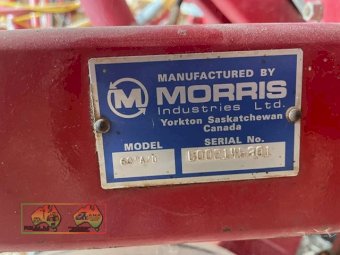 MANUFACTURED BY
M MORRIS
Industries Ltd.
Yorkton Saskatchewan
Canada
MODEL SERIAL No.